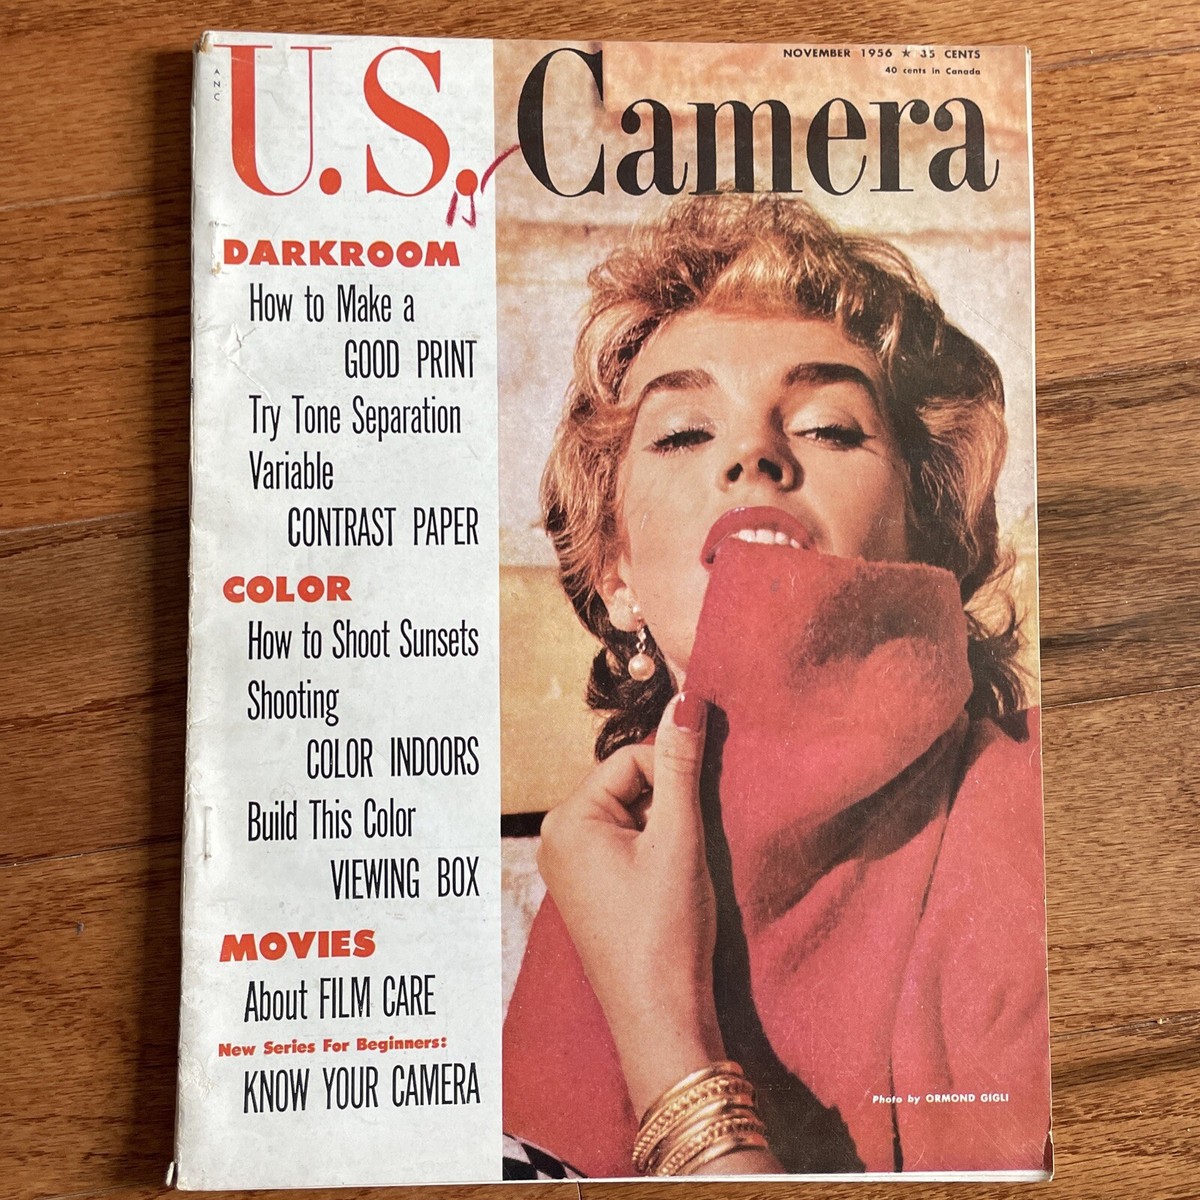 U.S. Camera
NOVEMBER 1956 ★ 35 CENTS
40 cents in Canada
ANC
15
DARKROOM
How to Make a
GOOD PRINT
Try Tone Separation
Variable
CONTRAST PAPER
COLOR
How to Shoot Sunsets
Shooting
COLOR INDOORS
Build This Color
VIEWING BOX
MOVIES
About FILM CARE
New Series For Beginners:
KNOW YOUR CAMERA
Photo by ORMOND GIGLI